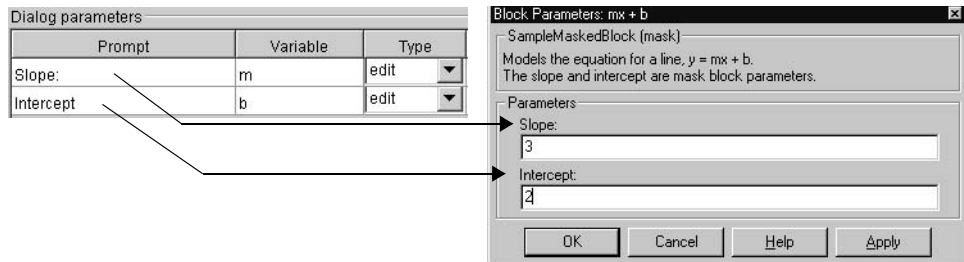 Dialog parameters
Prompt Variable Type
Slope: m edit
Intercept b edit
Block Parameters: mx + b
SampleMaskedBlock (mask)
Models the equation for a line, y = mx + b.
The slope and intercept are mask block parameters.
Parameters
Slope:
3
Intercept:
2
OK Cancel Help Apply